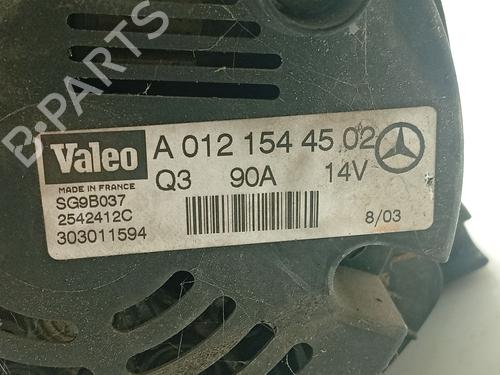 B-PARTS
Valeo A 012 154 45 02
MADE IN FRANCE Q3 90A 14V
SG9B037
2542412C 8/03
303011594